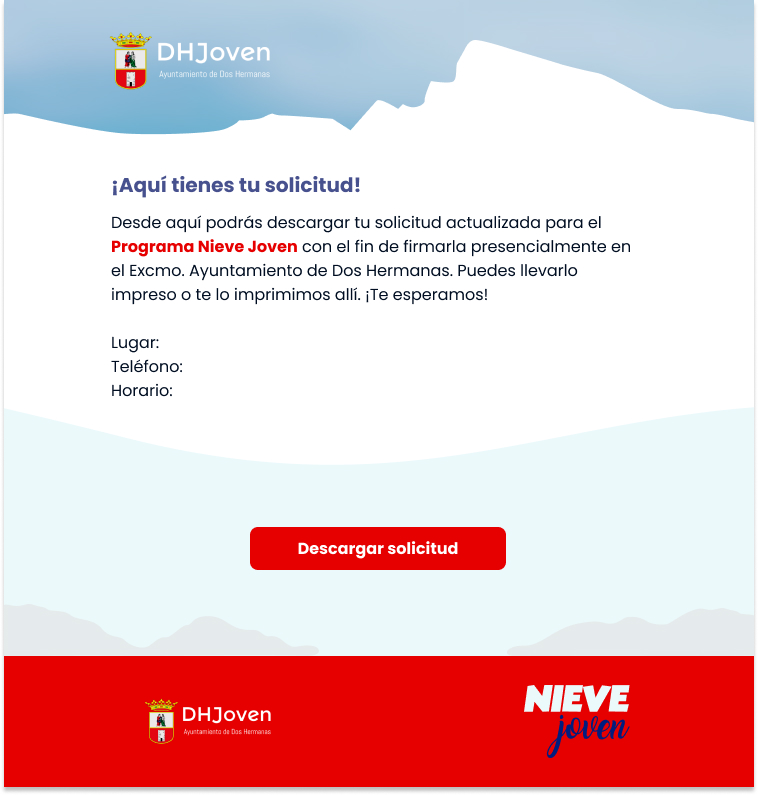 DHJoven
Ayuntamiento de Dos Hermanas
¡Aquí tienes tu solicitud!
Desde aquí podrás descargar tu solicitud actualizada para el
Programa Nieve Joven con el fin de firmarla presencialmente en
el Excmo. Ayuntamiento de Dos Hermanas. Puedes llevarlo
impreso o te lo imprimimos allí. ¡Te esperamos!
Lugar:
Teléfono:
Horario:
Descargar solicitud
DHJoven
Ayuntamiento de Dos Hermanas
NIEVE
joven